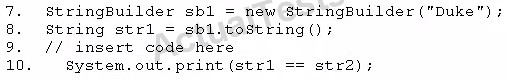 7. StringBuilder sb1 = new StringBuilder("Duke");
8. String str1 = sb1.toString();
9. // insert code here
10. System.out.print(str1 == str2);